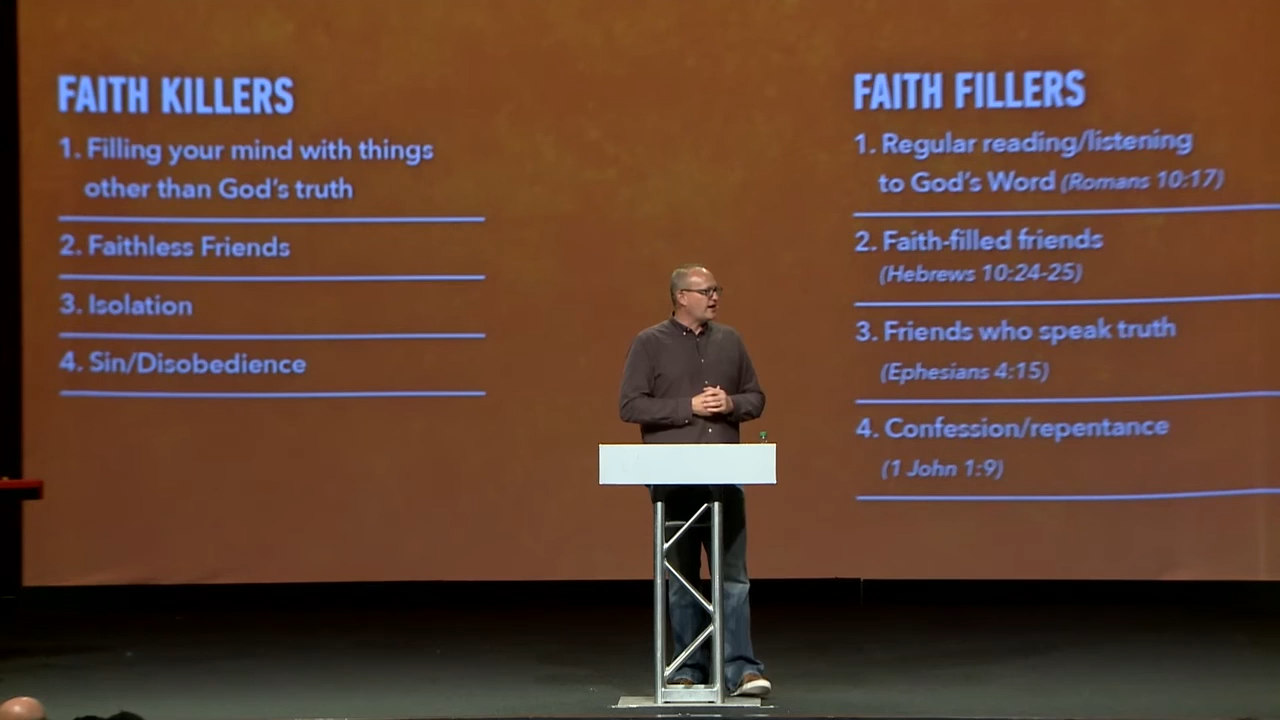 FAITH KILLERS
1. Filling your mind with things
other than God's truth
2. Faithless Friends
3. Isolation
4. Sin/Disobedience
FAITH FILLERS
1. Regular reading/listening
to God's Word (Romans 10:17)
2. Faith-filled friends
(Hebrews 10:24-25)
3. Friends who speak truth
(Ephesians 4:15)
4. Confession/repentance
(1 John 1:9)